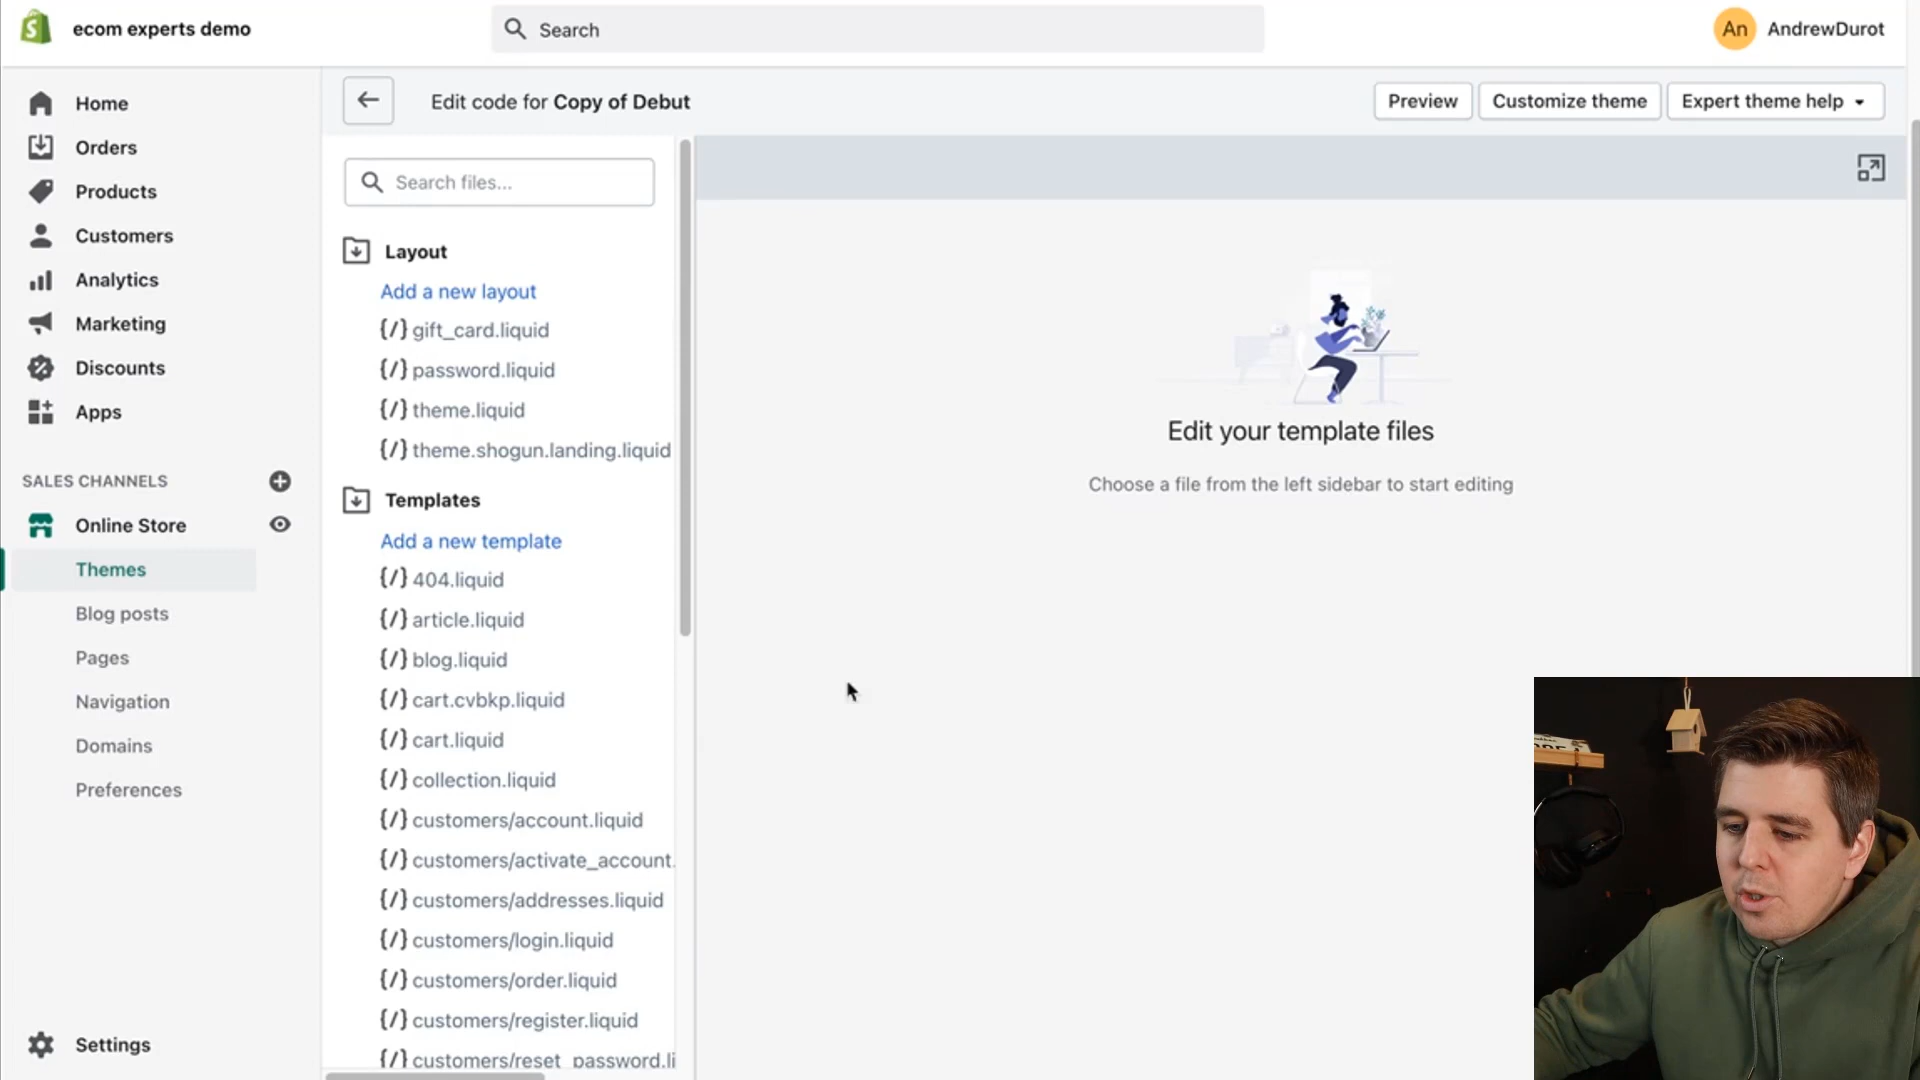 ecom experts demo
Search
An
AndrewDurot
Home
Orders
Products
Customers
Analytics
Marketing
Discounts
Apps
SALES CHANNELS
Online Store
Themes
Blog posts
Pages
Navigation
Domains
Preferences
Settings
Edit code for Copy of Debut
Preview
Customize theme
Expert theme help
Search files...
Layout
Add a new layout
{/} gift_card.liquid
{/} password.liquid
{/} theme.liquid
{/} theme.shogun.landing.liquid
Templates
Add a new template
{/} 404.liquid
{/} article.liquid
{/} blog.liquid
{/} cart.cvbkp.liquid
{/} cart.liquid
{/} collection.liquid
{/} customers/account.liquid
{/} customers/activate_account.
{/} customers/addresses.liquid
{/} customers/login.liquid
{/} customers/order.liquid
{/} customers/register.liquid
{/} customers/reset_password.li
Edit your template files
Choose a file from the left sidebar to start editing